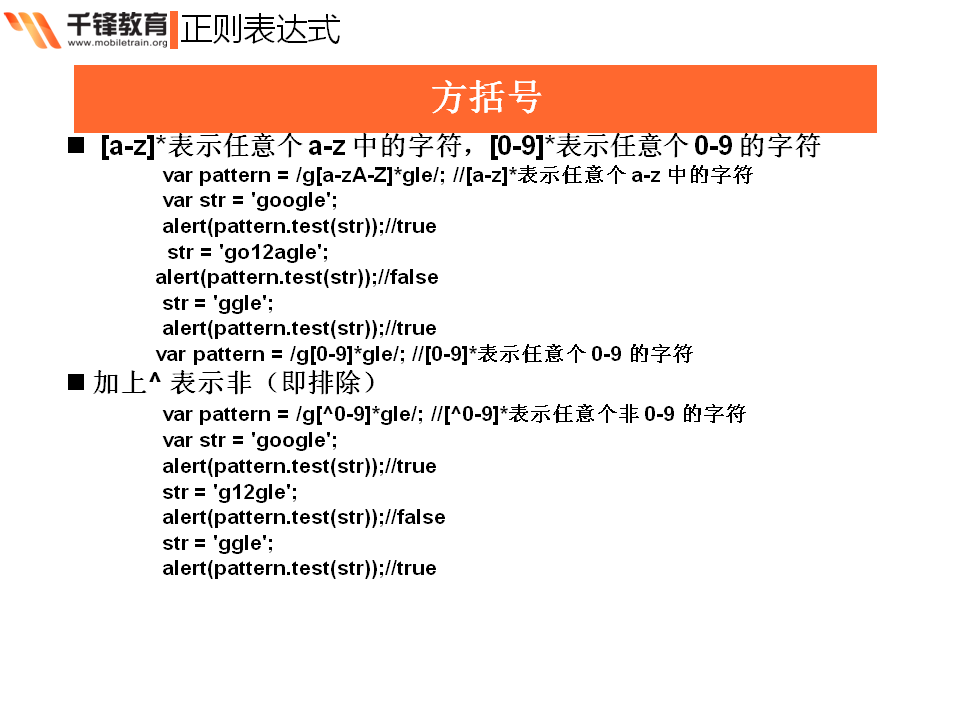 千锋教育
www.mobiletrain.org
正则表达式
方括号
■ [a-z]*表示任意个 a-z 中的字符，[0-9]*表示任意个 0-9 的字符
var pattern = /g[a-zA-Z]*gle/; //[a-z]*表示任意个 a-z 中的字符
var str = 'google';
alert(pattern.test(str));//true
str = 'go12agle';
alert(pattern.test(str));//false
str = 'ggle';
alert(pattern.test(str));//true
var pattern = /g[0-9]*gle/; //[0-9]*表示任意个 0-9 的字符
■ 加上^ 表示非（即排除）
var pattern = /g[^0-9]*gle/; //[^0-9]*表示任意个非 0-9 的字符
var str = 'google';
alert(pattern.test(str));//true
str = 'g12gle';
alert(pattern.test(str));//false
str = 'ggle';
alert(pattern.test(str));//true